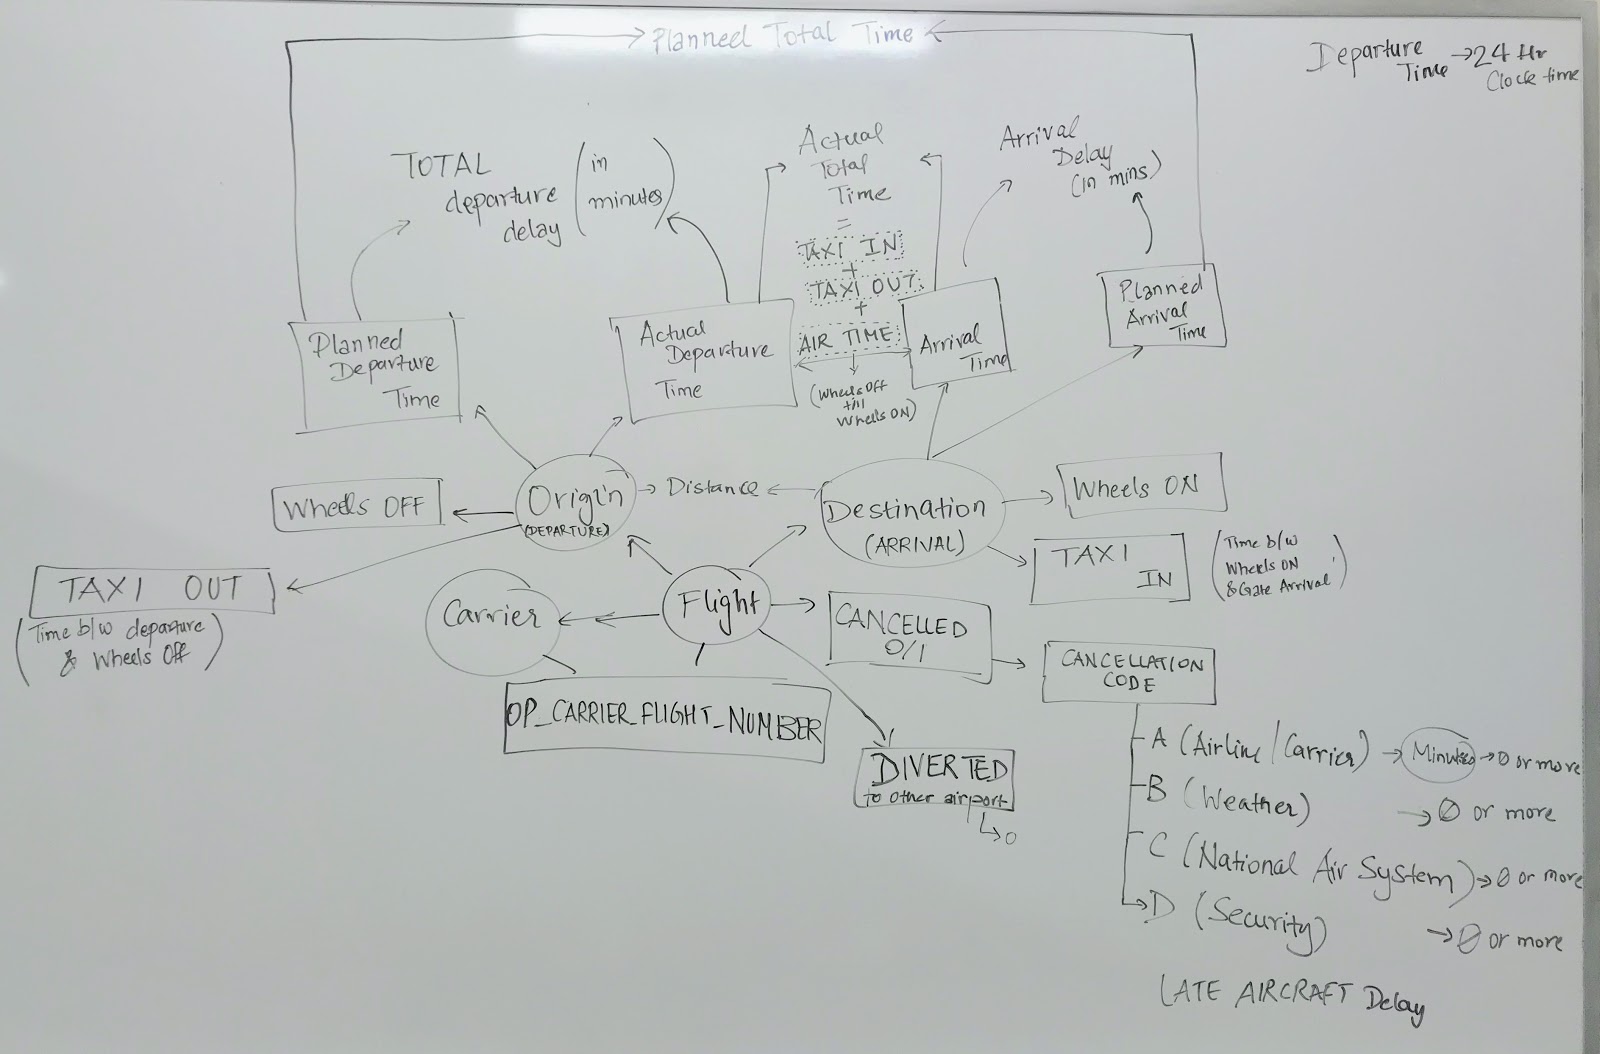 Planned Total Time
Departure
Time → 24 Hr
Clock time
TOTAL
departure
delay
(in
minutes)
Actual
Total
Time
=
TAXI IN
+
TAXI OUT
+
AIR TIME
(Wheels Off
till
Wheels ON)
Arrival
Delay
(in mins)
Planned
Departure
Time
Actual
Departure
Time
Arrival
Time
Planned
Arrival
Time
Wheels OFF
Origin
(DEPARTURE)
Distance
Destination
(ARRIVAL)
Wheels ON
TAXI
IN
(Time b/w
Wheels ON
& Gate Arrival)
TAXI OUT
(Time b/w departure
& Wheels Off)
Carrier
Flight
CANCELLED
0/1
CANCELLATION
CODE
OP_CARRIER_FLIGHT_NUMBER
DIVERTED
to other airport
↳ 0
A (Airline/Carrier) → Minutes → 0 or more
B (Weather) → 0 or more
C (National Air System) → 0 or more
D (Security) → 0 or more
LATE AIRCRAFT Delay